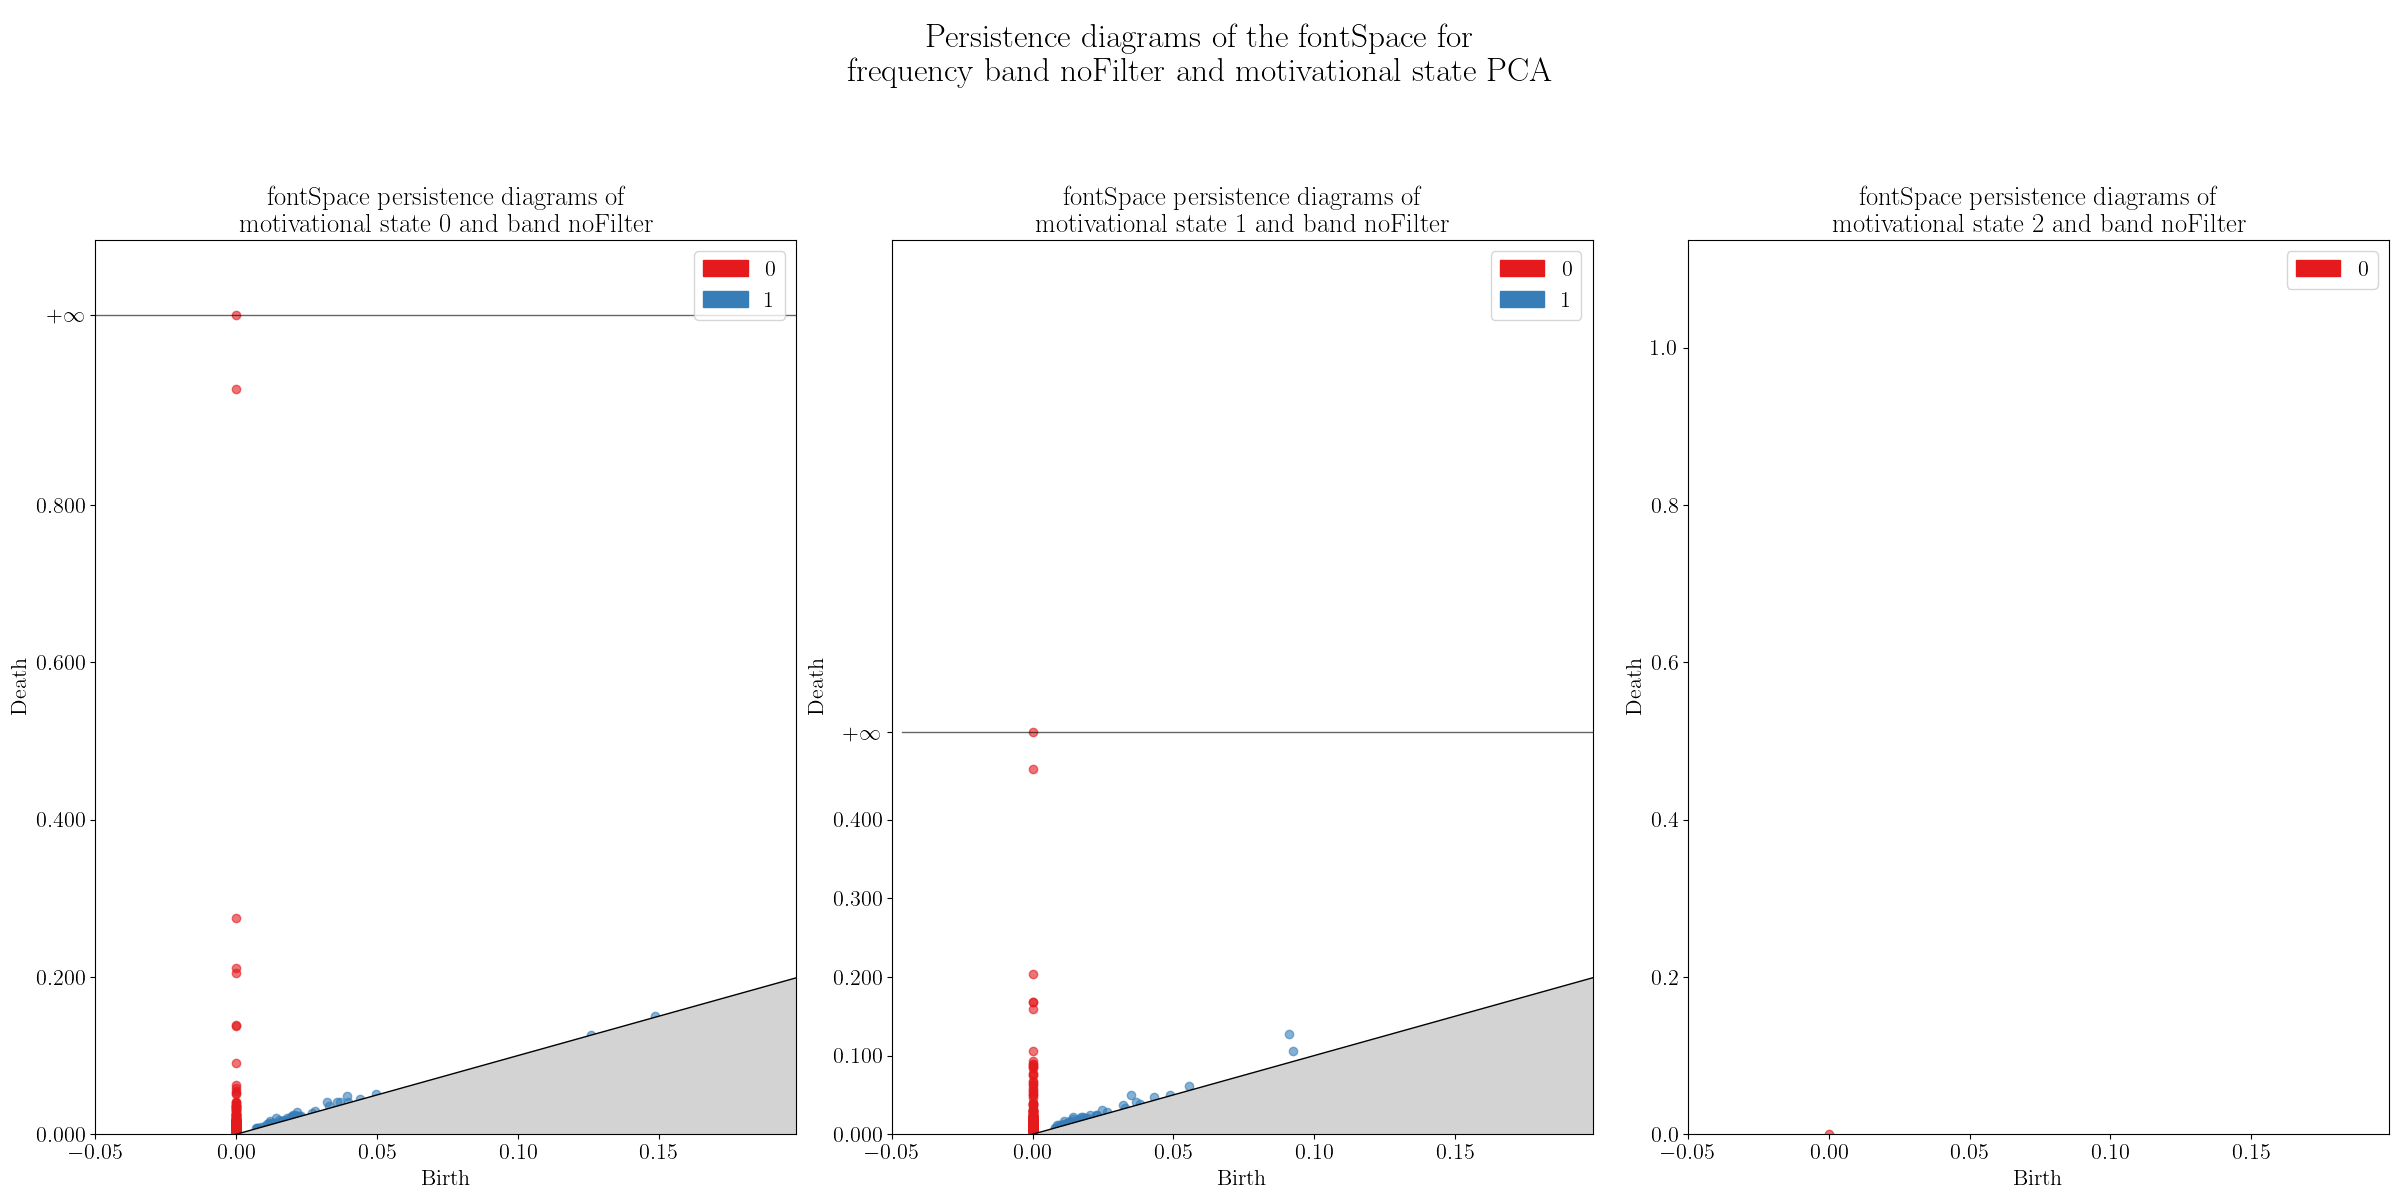 Persistence diagrams of the fontSpace for
frequency band noFilter and motivational state PCA
fontSpace persistence diagrams of
motivational state 0 and band noFilter
0
1
+∞
0.800
0.600
0.400
0.200
0.000
Death
−0.05
0.00
0.05
0.10
0.15
Birth
fontSpace persistence diagrams of
motivational state 1 and band noFilter
0
1
+∞
0.400
0.300
0.200
0.100
0.000
Death
−0.05
0.00
0.05
0.10
0.15
Birth
fontSpace persistence diagrams of
motivational state 2 and band noFilter
0
1.0
0.8
0.6
0.4
0.2
0.0
Death
−0.05
0.00
0.05
0.10
0.15
Birth